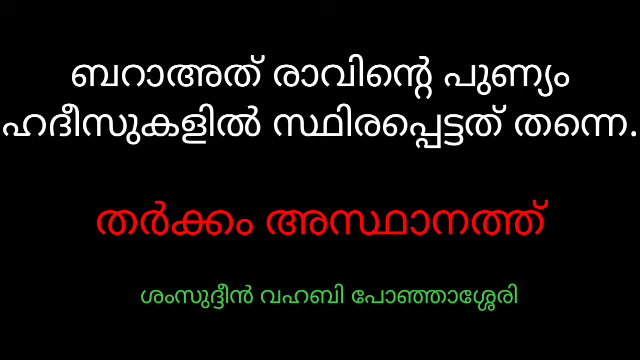 ബറാഅത് രാവിന്റെ പുണ്യം
ഹദീസുകളിൽ സ്ഥിരപ്പെട്ടത് തന്നെ.
തർക്കം അസ്ഥാനത്ത്
ശംസുദ്ദീൻ വഹബി പോഞ്ഞാശ്ശേരി